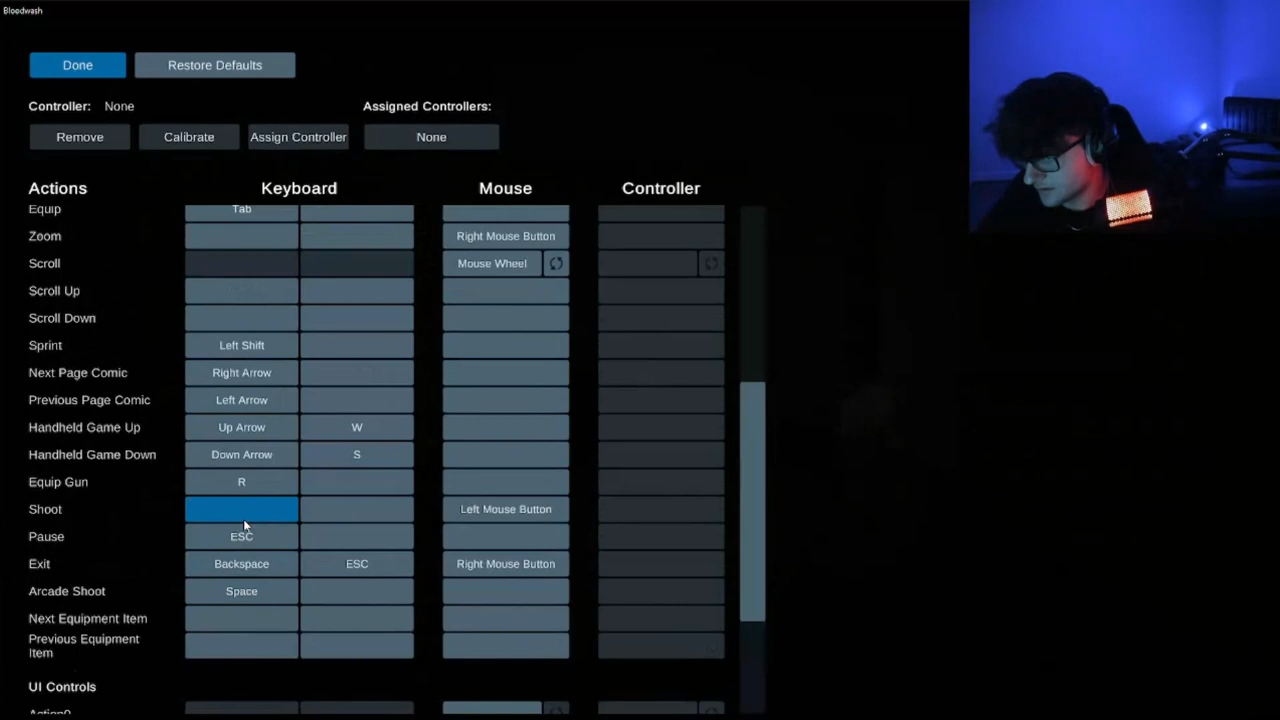 Bloodwash
Done Restore Defaults
Controller: None Assigned Controllers:
Remove Calibrate Assign Controller None
Actions Keyboard Mouse Controller
Equip Tab
Zoom Right Mouse Button
Scroll Mouse Wheel
Scroll Up
Scroll Down
Sprint Left Shift
Next Page Comic Right Arrow
Previous Page Comic Left Arrow
Handheld Game Up Up Arrow W
Handheld Game Down Down Arrow S
Equip Gun R
Shoot Left Mouse Button
Pause ESC
Exit Backspace ESC Right Mouse Button
Arcade Shoot Space
Next Equipment Item
Previous Equipment
Item
UI Controls
Action0